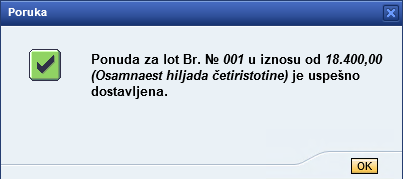 Poruka
Ponuda za lot Br. № 001 u iznosu od 18.400,00
(Osamnaest hiljada četiristotine) je uspešno
dostavljena.
OK